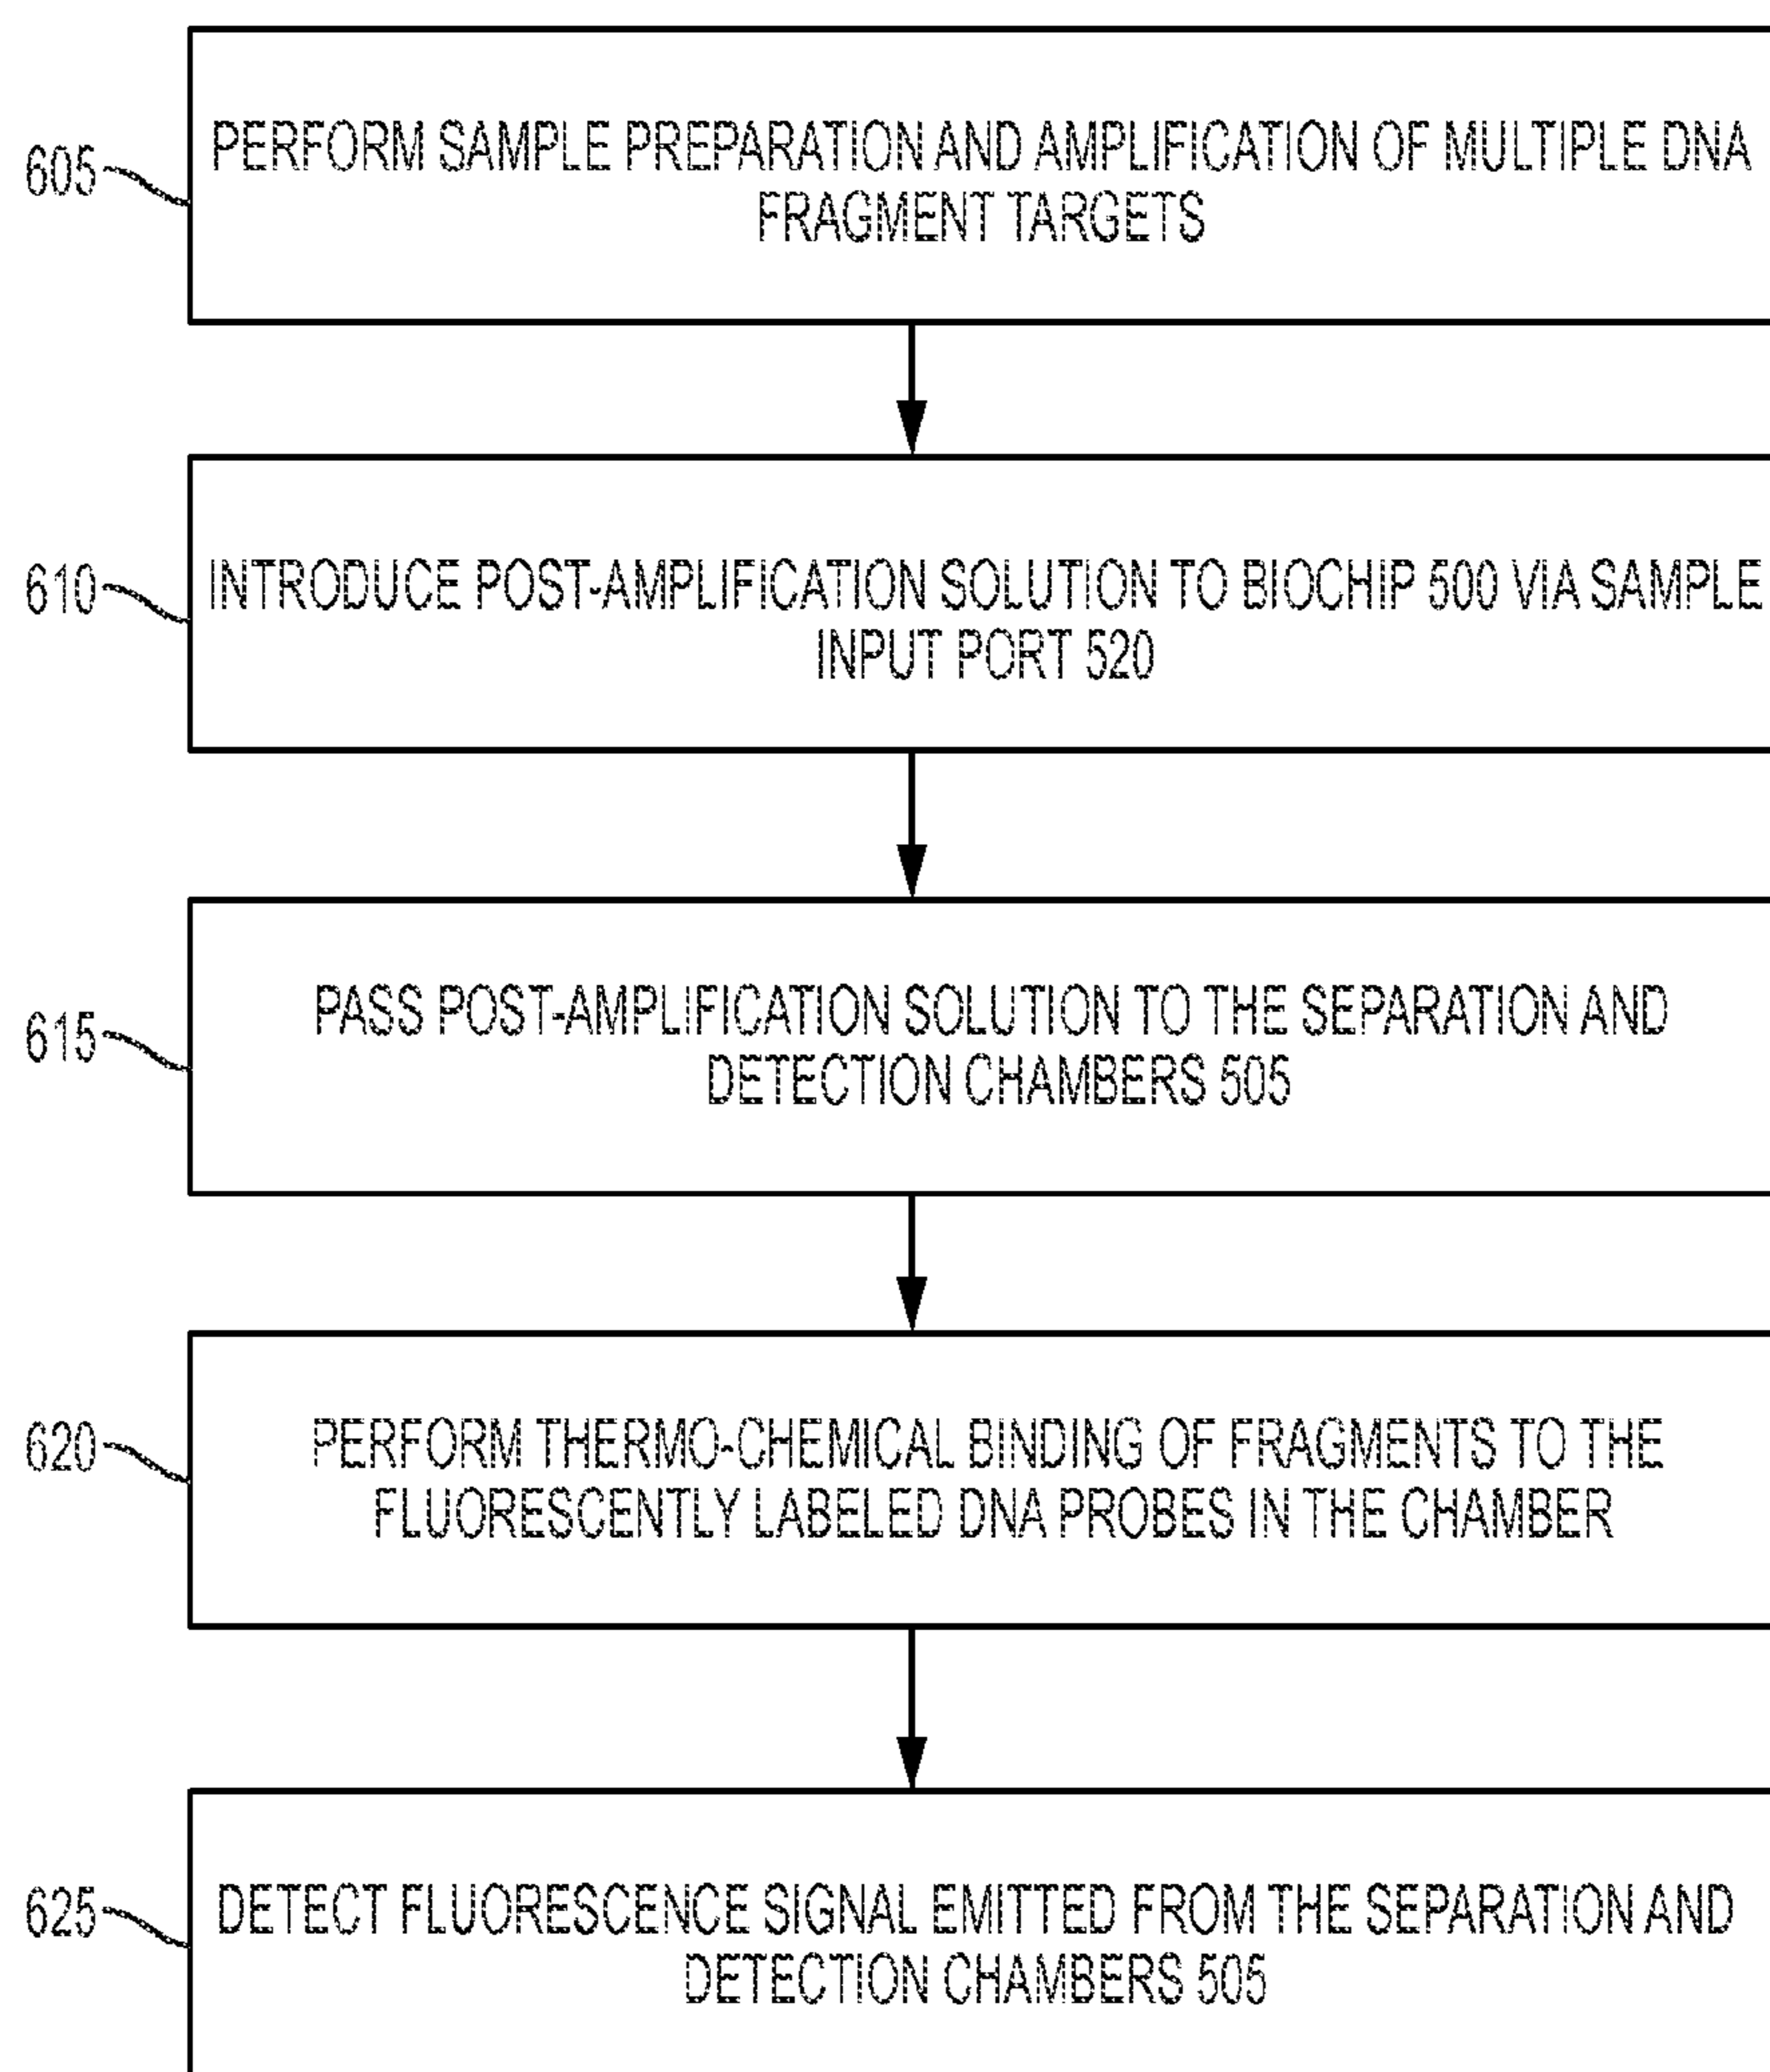 605
PERFORM SAMPLE PREPARATION AND AMPLIFICATION OF MULTIPLE DNA
FRAGMENT TARGETS
610
INTRODUCE POST-AMPLIFICATION SOLUTION TO BIOCHIP 500 VIA SAMPLE
INPUT PORT 520
615
PASS POST-AMPLIFICATION SOLUTION TO THE SEPARATION AND
DETECTION CHAMBERS 505
620
PERFORM THERMO-CHEMICAL BINDING OF FRAGMENTS TO THE
FLUORESCENTLY LABELED DNA PROBES IN THE CHAMBER
625
DETECT FLUORESCENCE SIGNAL EMITTED FROM THE SEPARATION AND
DETECTION CHAMBERS 505